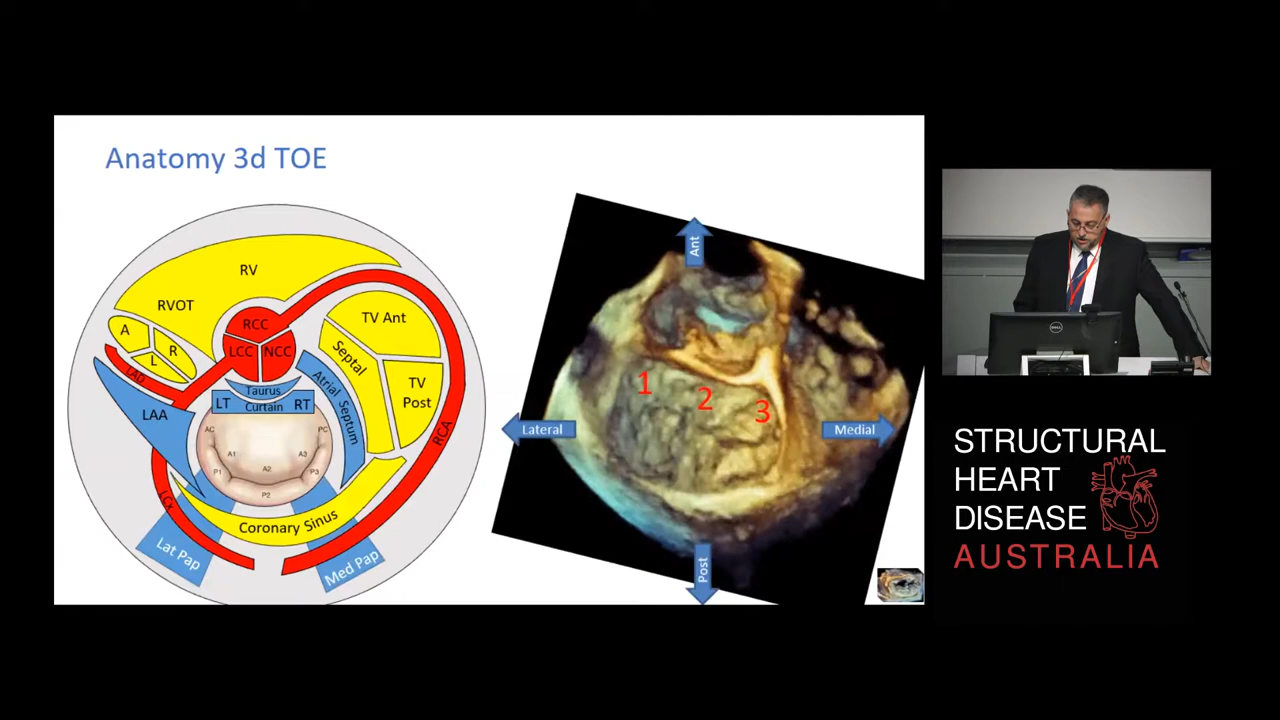 Anatomy 3d TOE
RV
RVOT
A
R
L
RCC
LCC
NCC
LAD
LAA
Taurus
LT
Curtain
RT
Atrial Septum
Septal
TV Ant
TV
Post
RCA
AC
PC
A1
A2
A3
P1
P2
P3
LCx
Coronary Sinus
Lat Pap
Med Pap
Ant
1
2
3
Lateral
Medial
Post
DELL
STRUCTURAL
HEART
DISEASE
AUSTRALIA